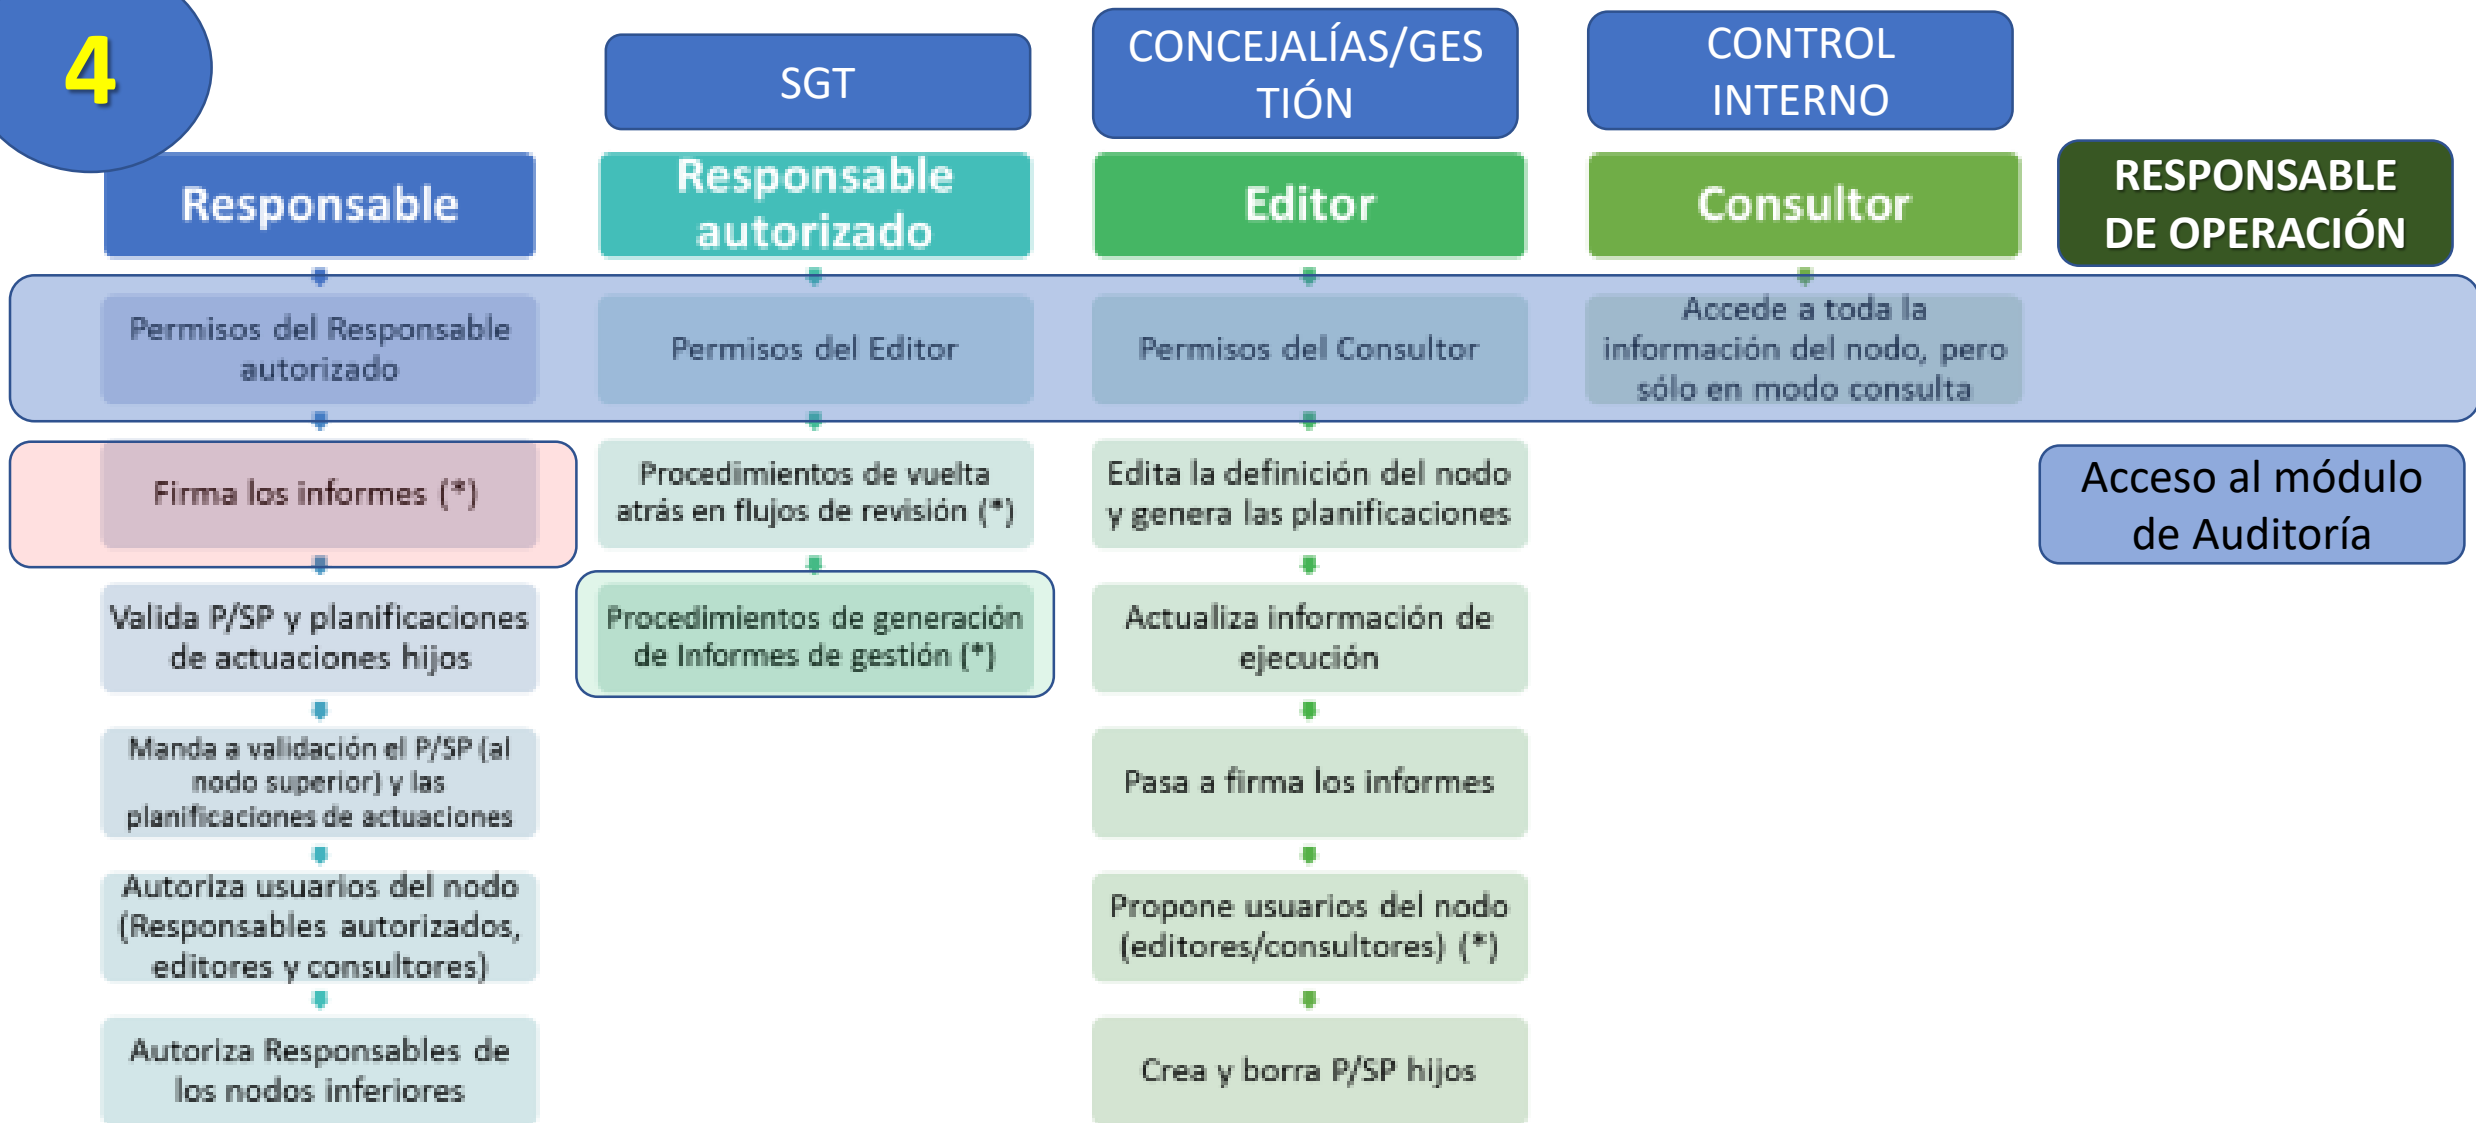 4
SGT
CONCEJALÍAS/GES
TIÓN
CONTROL
INTERNO
Responsable
Responsable
autorizado
Editor
Consultor
RESPONSABLE
DE OPERACIÓN
Permisos del Responsable
autorizado
Permisos del Editor
Permisos del Consultor
Accede a toda la
información del nodo, pero
sólo en modo consulta
Firma los informes (*)
Procedimientos de vuelta
atrás en flujos de revisión (*)
Edita la definición del nodo
y genera las planificaciones
Acceso al módulo
de Auditoría
Valida P/SP y planificaciones
de actuaciones hijos
Procedimientos de generación
de Informes de gestión (*)
Actualiza información de
ejecución
Manda a validación el P/SP (al
nodo superior) y las
planificaciones de actuaciones
Pasa a firma los informes
Autoriza usuarios del nodo
(Responsables autorizados,
editores y consultores)
Propone usuarios del nodo
(editores/consultores) (*)
Autoriza Responsables de
los nodos inferiores
Crea y borra P/SP hijos